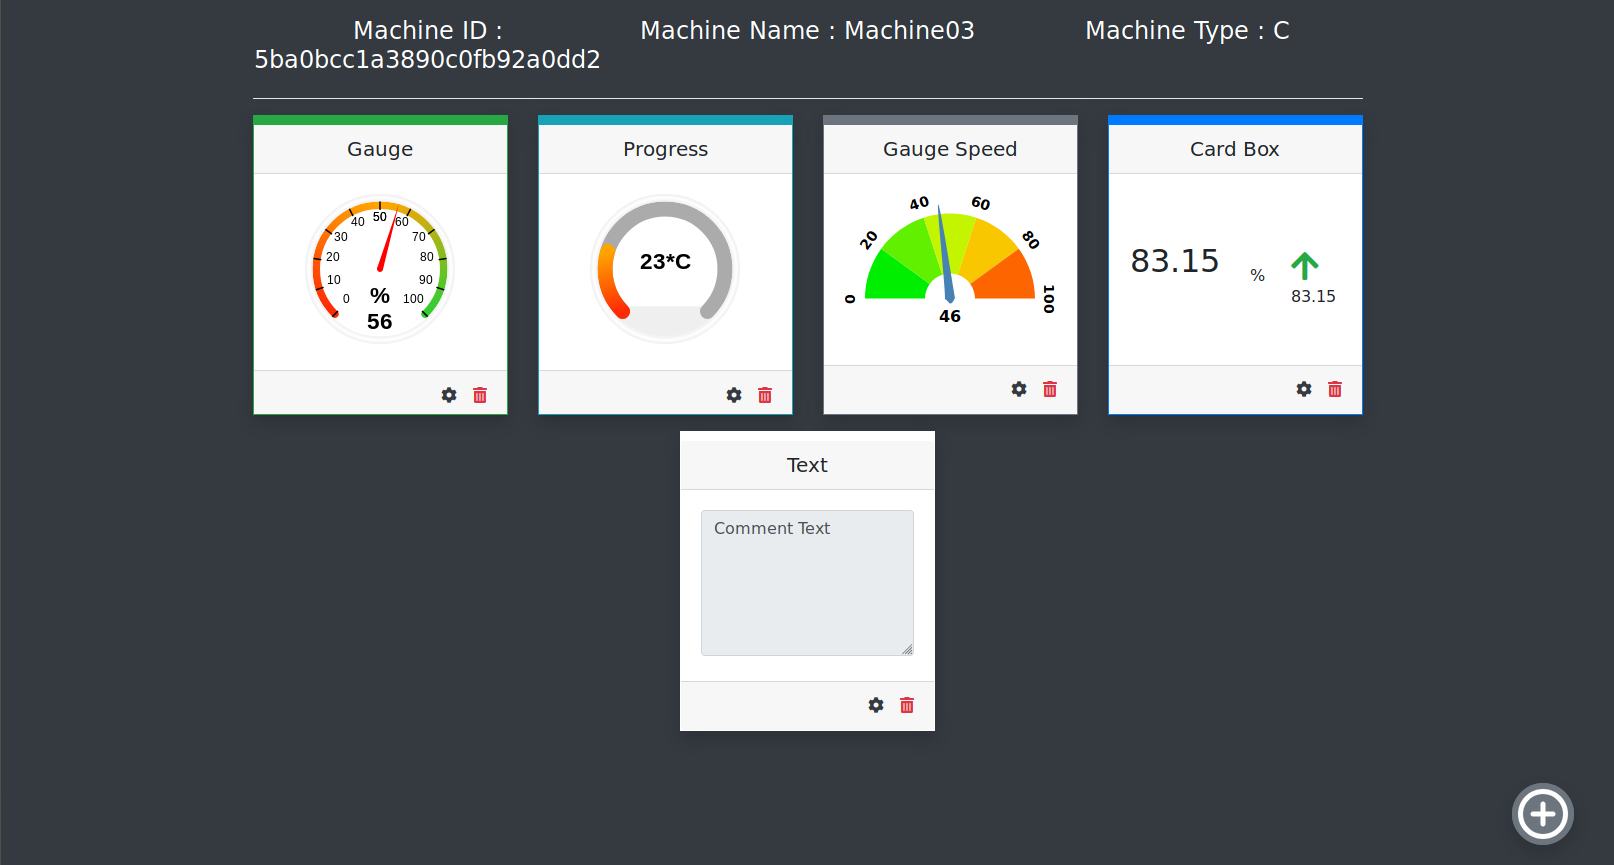 Machine ID :
5ba0bcc1a3890c0fb92a0dd2
Machine Name : Machine03
Machine Type : C
Gauge
0
10
20
30
40
50
60
70
80
90
100
%
56
Progress
23*C
Gauge Speed
0
20
40
60
80
100
46
Card Box
83.15
%
83.15
Text
Comment Text